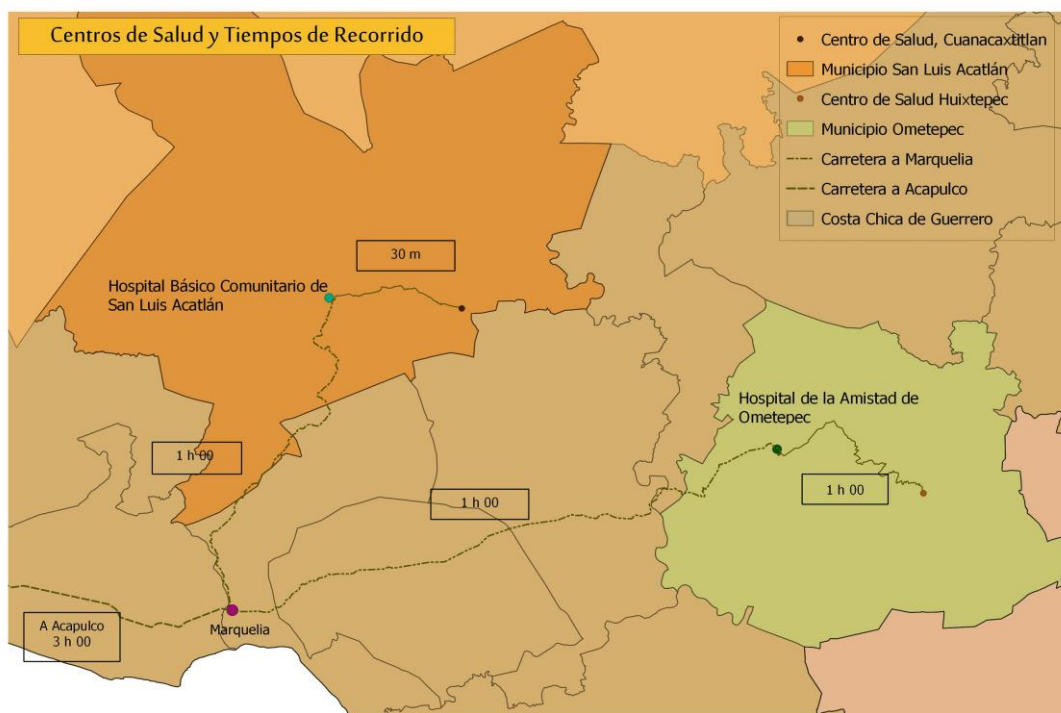 Centros de Salud y Tiempos de Recorrido
Centro de Salud, Cuanacaxtitlan
Municipio San Luis Acatlán
Centro de Salud Huixtepec
Municipio Ometepec
Carretera a Marquelia
Carretera a Acapulco
Costa Chica de Guerrero
30 m
Hospital Básico Comunitario de
San Luis Acatlán
Hospital de la Amistad de
Ometepec
1 h 00
1 h 00
1 h 00
A Acapulco
3 h 00
Marquelia